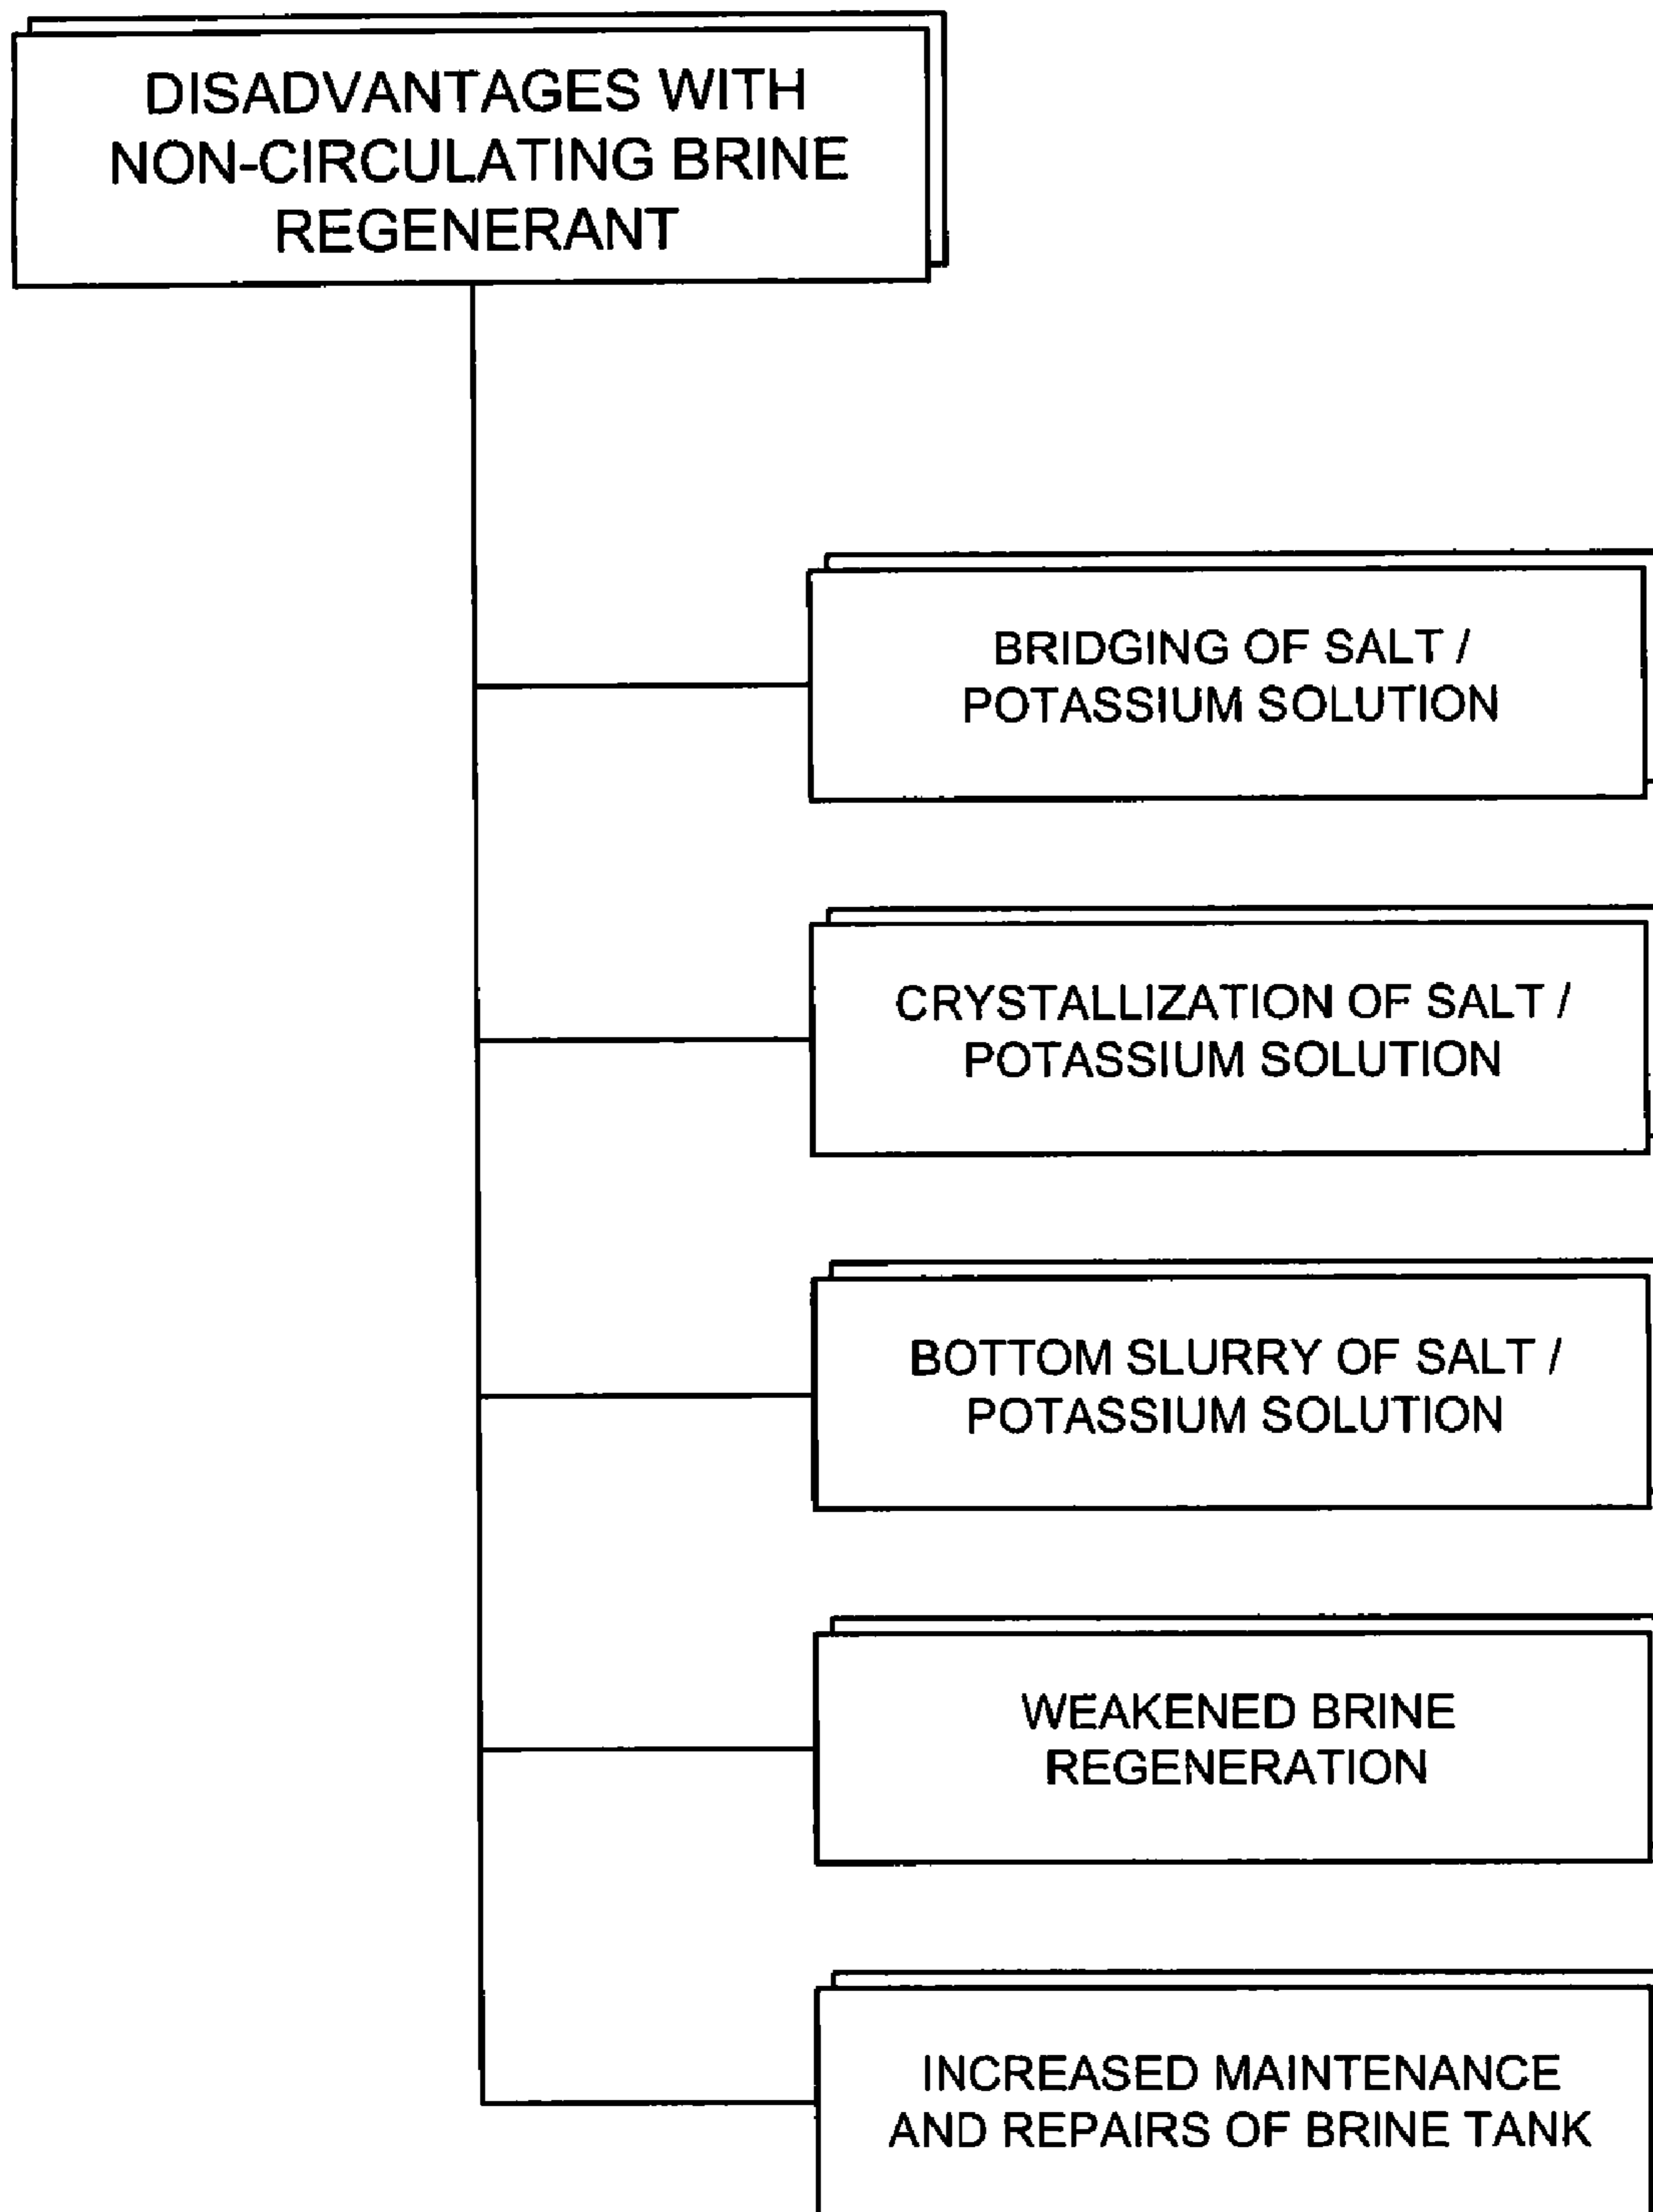 DISADVANTAGES WITH
NON-CIRCULATING BRINE
REGENERANT
BRIDGING OF SALT /
POTASSIUM SOLUTION
CRYSTALLIZATION OF SALT /
POTASSIUM SOLUTION
BOTTOM SLURRY OF SALT /
POTASSIUM SOLUTION
WEAKENED BRINE
REGENERATION
INCREASED MAINTENANCE
AND REPAIRS OF BRINE TANK